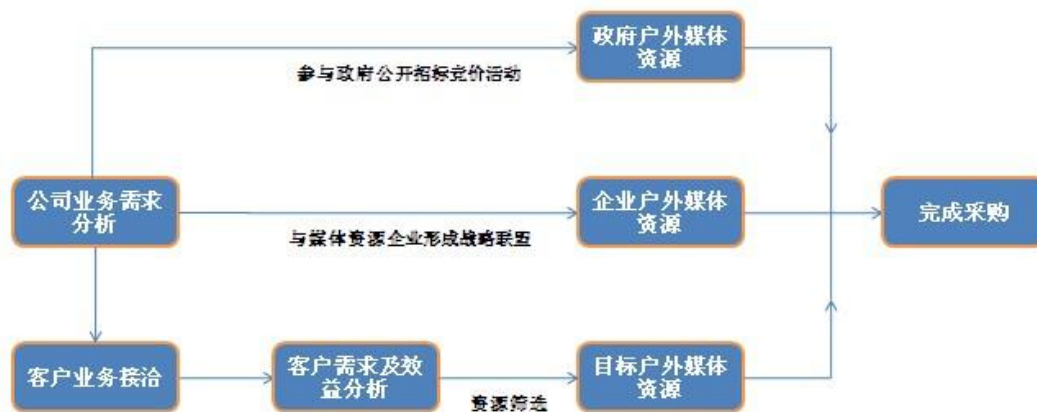 政府户外媒体
资源
参与政府公开招标竞价活动
公司业务需求
分析
企业户外媒体
资源
完成采购
与媒体资源企业形成战略联盟
客户业务接洽
客户需求及效
益分析
目标户外媒体
资源
资源筛选